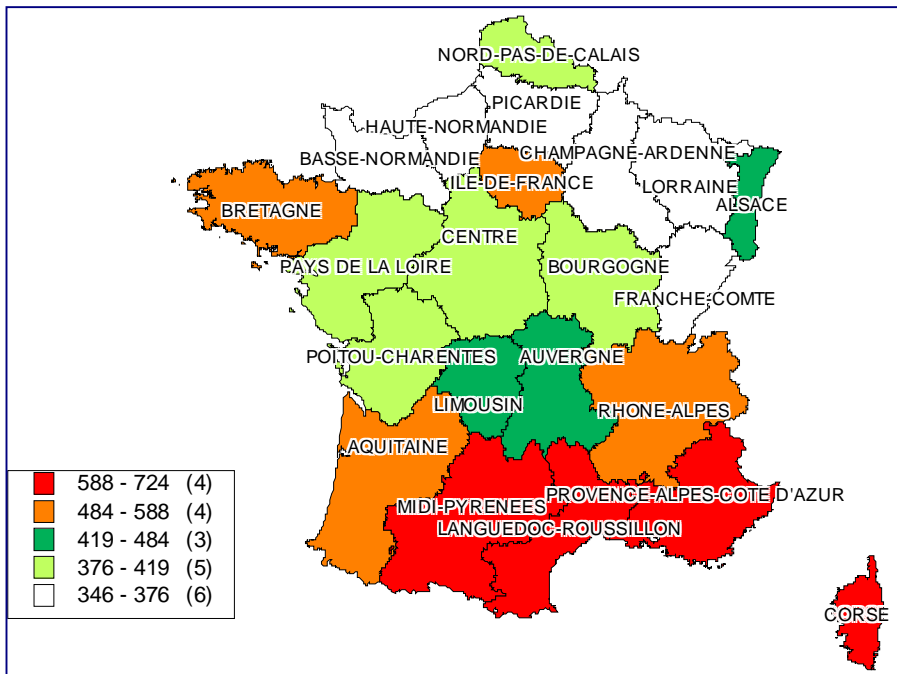 NORD-PAS-DE-CALAIS
PICARDIE
HAUTE-NORMANDIE
BASSE-NORMANDIE
CHAMPAGNE-ARDENNE
ILE-DE-FRANCE
LORRAINE
ALSACE
BRETAGNE
CENTRE
PAYS DE LA LOIRE
BOURGOGNE
FRANCHE-COMTE
POITOU-CHARENTES
AUVERGNE
LIMOUSIN
RHONE-ALPES
AQUITAINE
PROVENCE-ALPES-COTE D'AZUR
MIDI-PYRENEES
LANGUEDOC-ROUSSILLON
CORSE
588 - 724 (4)
484 - 588 (4)
419 - 484 (3)
376 - 419 (5)
346 - 376 (6)